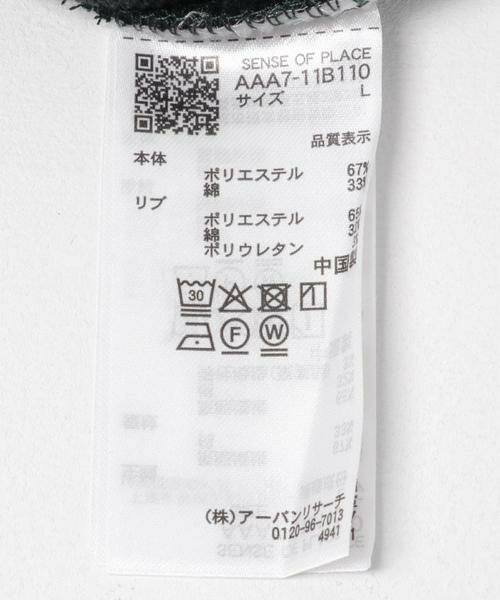 SENSE OF PLACE
AAA7-11B110
サイズ L
品質表示
本体
ポリエステル 67%
綿 33%
リブ
ポリエステル
綿
ポリウレタン
中国製
30
F W
(株)アーバンリサーチ
0120-96-7013
4941